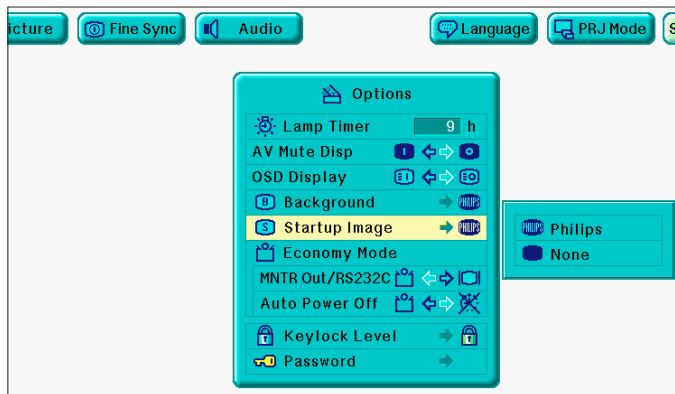 icture
Fine Sync
Audio
Language
PRJ Mode
S
Options
Lamp Timer 9 h
AV Mute Disp
OSD Display
B Background PHILIPS
S Startup Image PHILIPS
Economy Mode
MNTR Out/RS232C
Auto Power Off
Keylock Level
Password
PHILIPS Philips
None